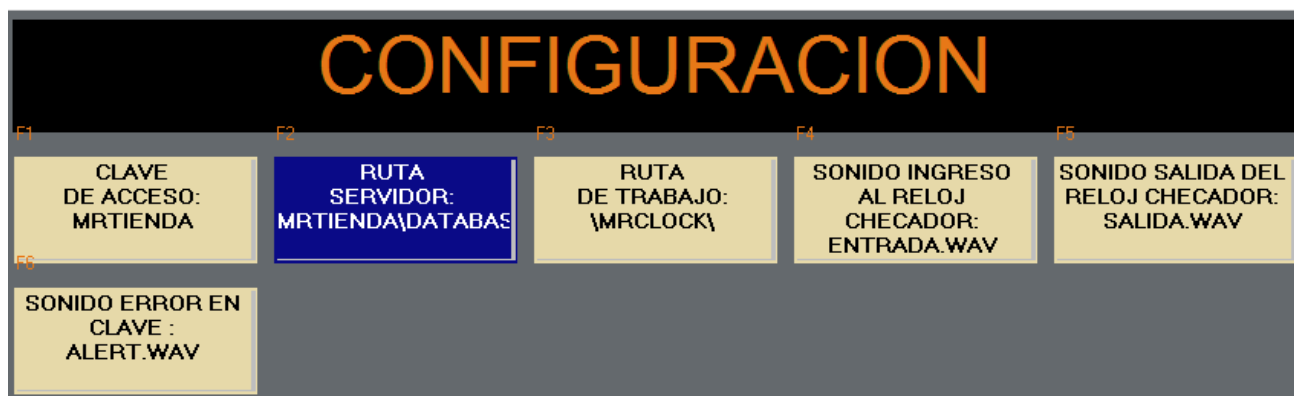 CONFIGURACION
F1
CLAVE
DE ACCESO:
MRTIENDA
F2
RUTA
SERVIDOR:
MRTIENDA\DATABAS
F3
RUTA
DE TRABAJO:
\MRCLOCK\
F4
SONIDO INGRESO
AL RELOJ
CHECADOR:
ENTRADA.WAV
F5
SONIDO SALIDA DEL
RELOJ CHECADOR:
SALIDA.WAV
F6
SONIDO ERROR EN
CLAVE :
ALERT.WAV